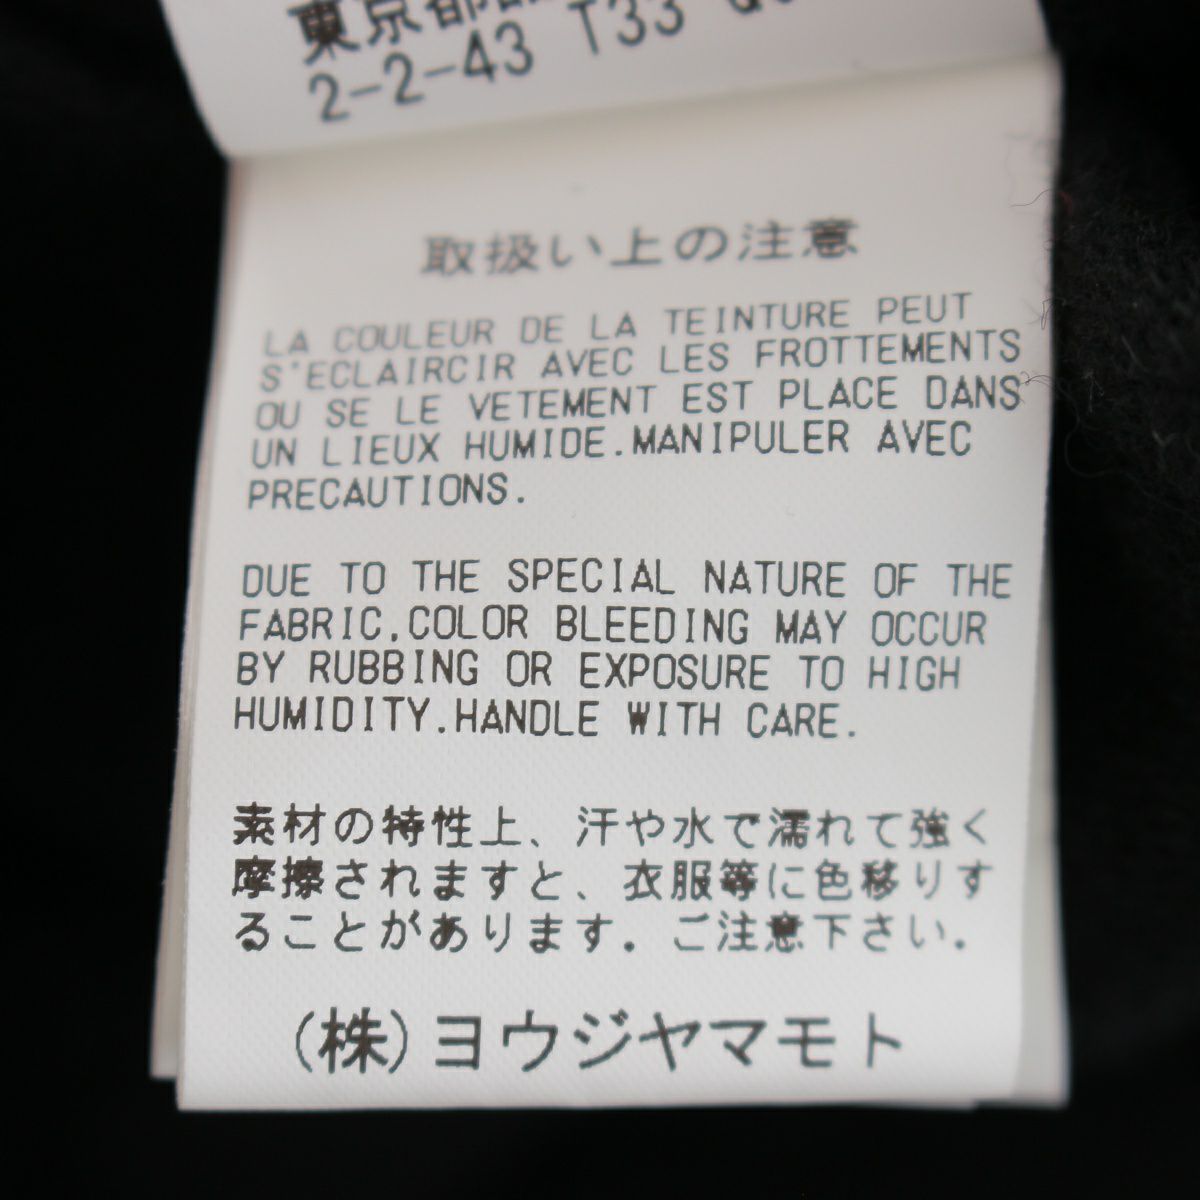 東京都
2-2-43 T33
取扱い上の注意
LA COULEUR DE LA TEINTURE PEUT
S'ECLAIRCIR AVEC LES FROTTEMENTS
OU SE LE VETEMENT EST PLACE DANS
UN LIEUX HUMIDE.MANIPULER AVEC
PRECAUTIONS.
DUE TO THE SPECIAL NATURE OF THE
FABRIC,COLOR BLEEDING MAY OCCUR
BY RUBBING OR EXPOSURE TO HIGH
HUMIDITY.HANDLE WITH CARE.
素材の特性上、汗や水で濡れて強く
摩擦されますと、衣服等に色移りす
ることがあります．ご注意下さい．
(株)ヨウジヤマモト